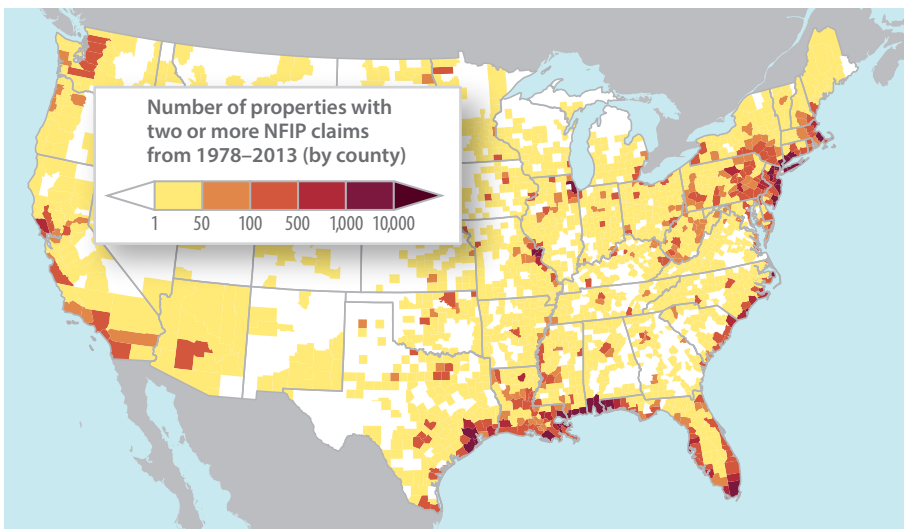 Number of properties with
two or more NFIP claims
from 1978–2013 (by county)
1 50 100 500 1,000 10,000